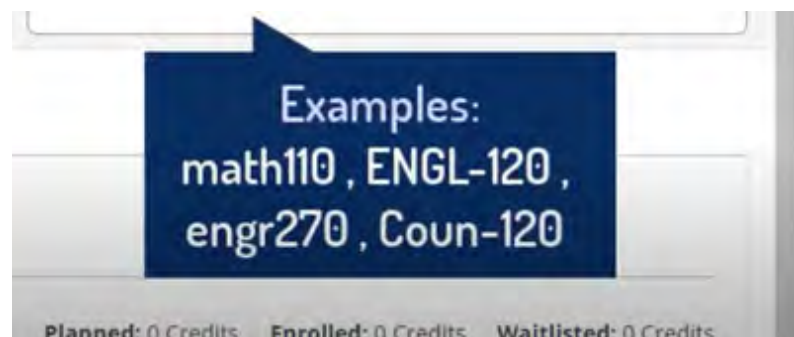 Examples:
math110 , ENGL-120 ,
engr270 , Coun-120
Planned: 0 Credits Enrolled: 0 Credits Waitlisted: 0 Credits